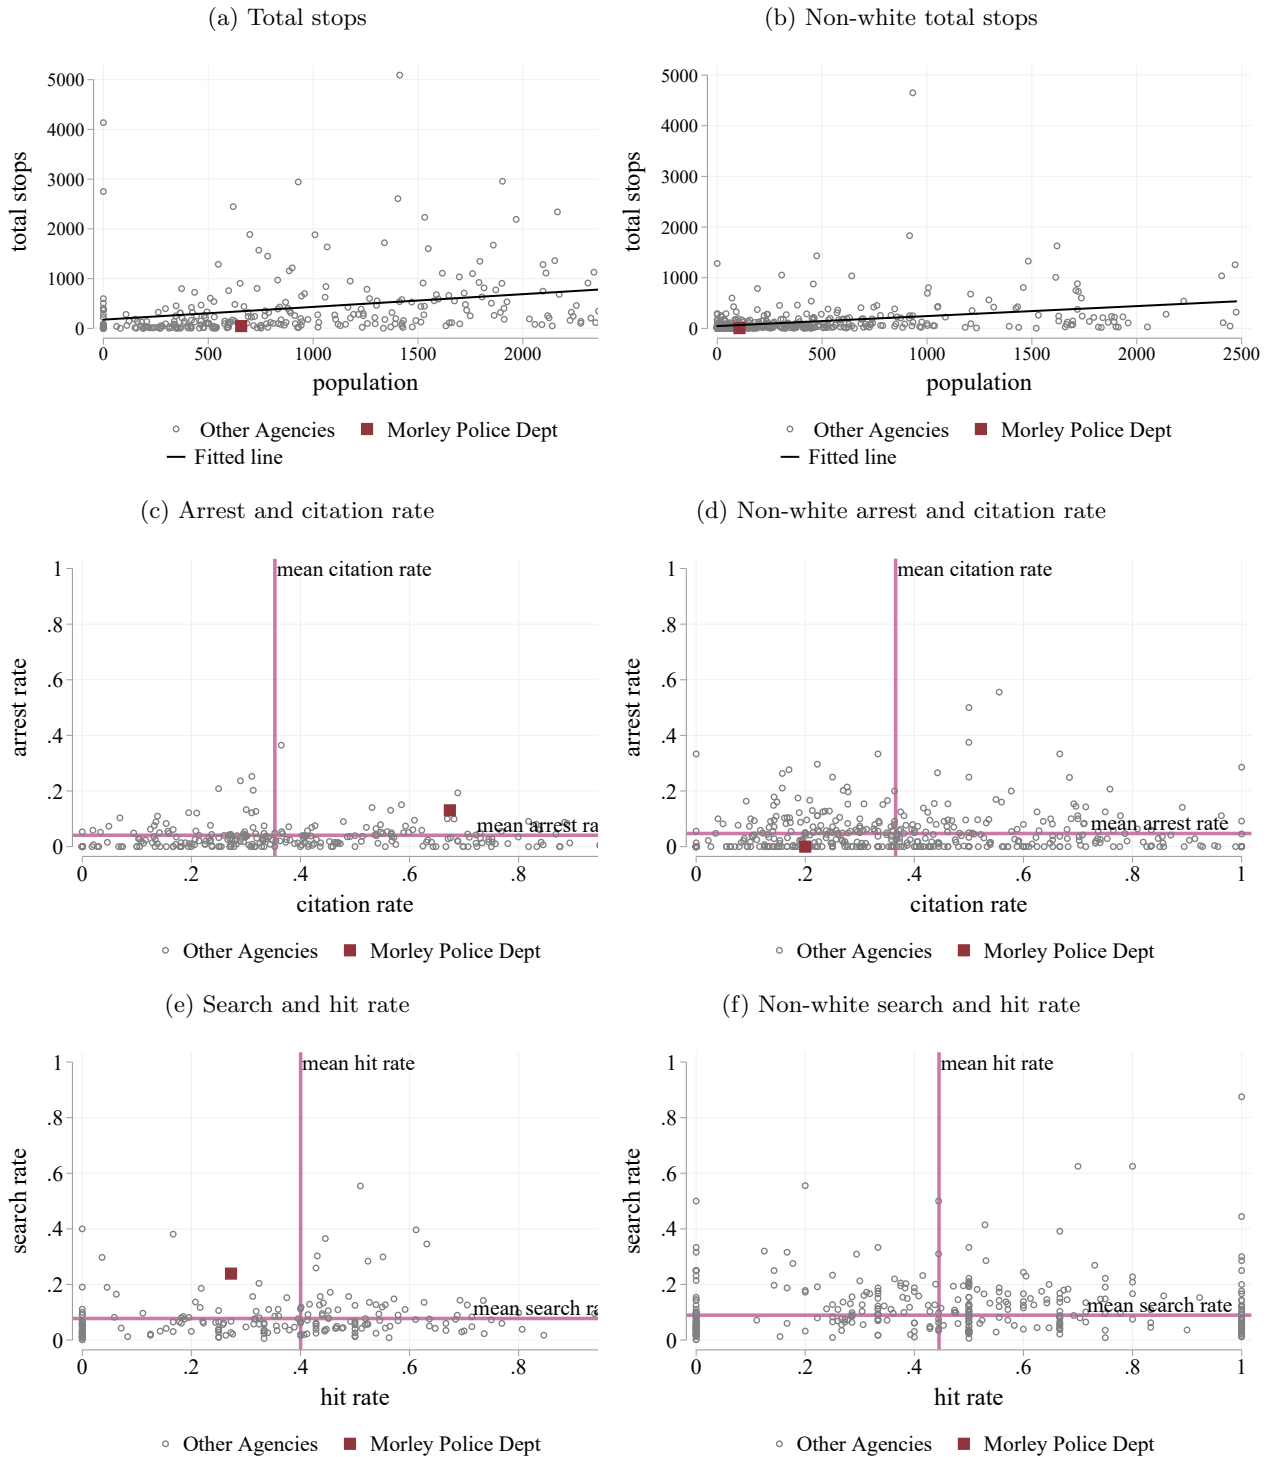 (a) Total stops
(b) Non-white total stops
total stops
5000
4000
3000
2000
1000
0
0 500 1000 1500 2000
population
Other Agencies Morley Police Dept
Fitted line
total stops
5000
4000
3000
2000
1000
0
0 500 1000 1500 2000 2500
population
Other Agencies Morley Police Dept
Fitted line
(c) Arrest and citation rate
(d) Non-white arrest and citation rate
arrest rate
1
.8
.6
.4
.2
0
mean citation rate
mean arrest ra
0 .2 .4 .6 .8
citation rate
Other Agencies Morley Police Dept
arrest rate
1
.8
.6
.4
.2
0
mean citation rate
mean arrest rate
0 .2 .4 .6 .8 1
citation rate
Other Agencies Morley Police Dept
(e) Search and hit rate
(f) Non-white search and hit rate
search rate
1
.8
.6
.4
.2
0
mean hit rate
mean search ra
0 .2 .4 .6 .8
hit rate
Other Agencies Morley Police Dept
search rate
1
.8
.6
.4
.2
0
mean hit rate
mean search rate
0 .2 .4 .6 .8 1
hit rate
Other Agencies Morley Police Dept